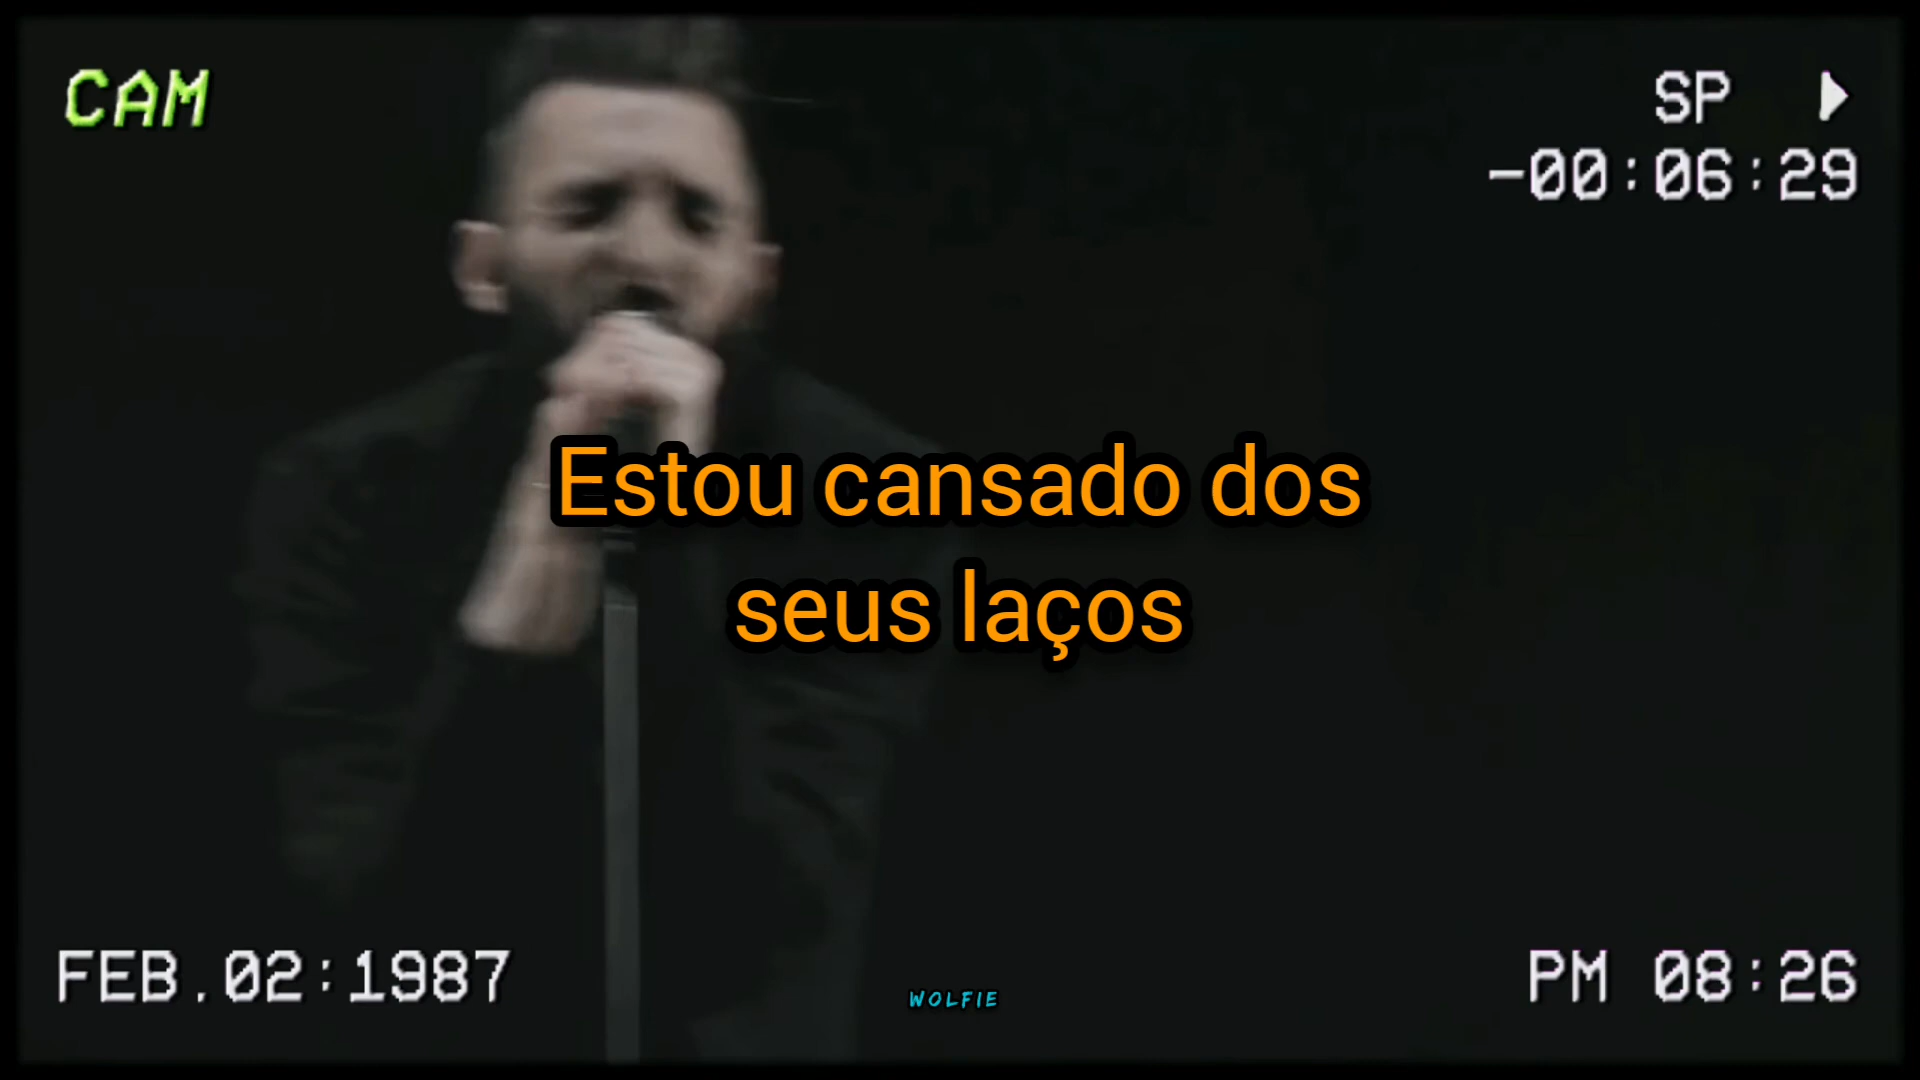 CAM
SP
-00:06:29
Estou cansado dos
seus laços
FEB.02:1987
WOLFIE
PM 08:26